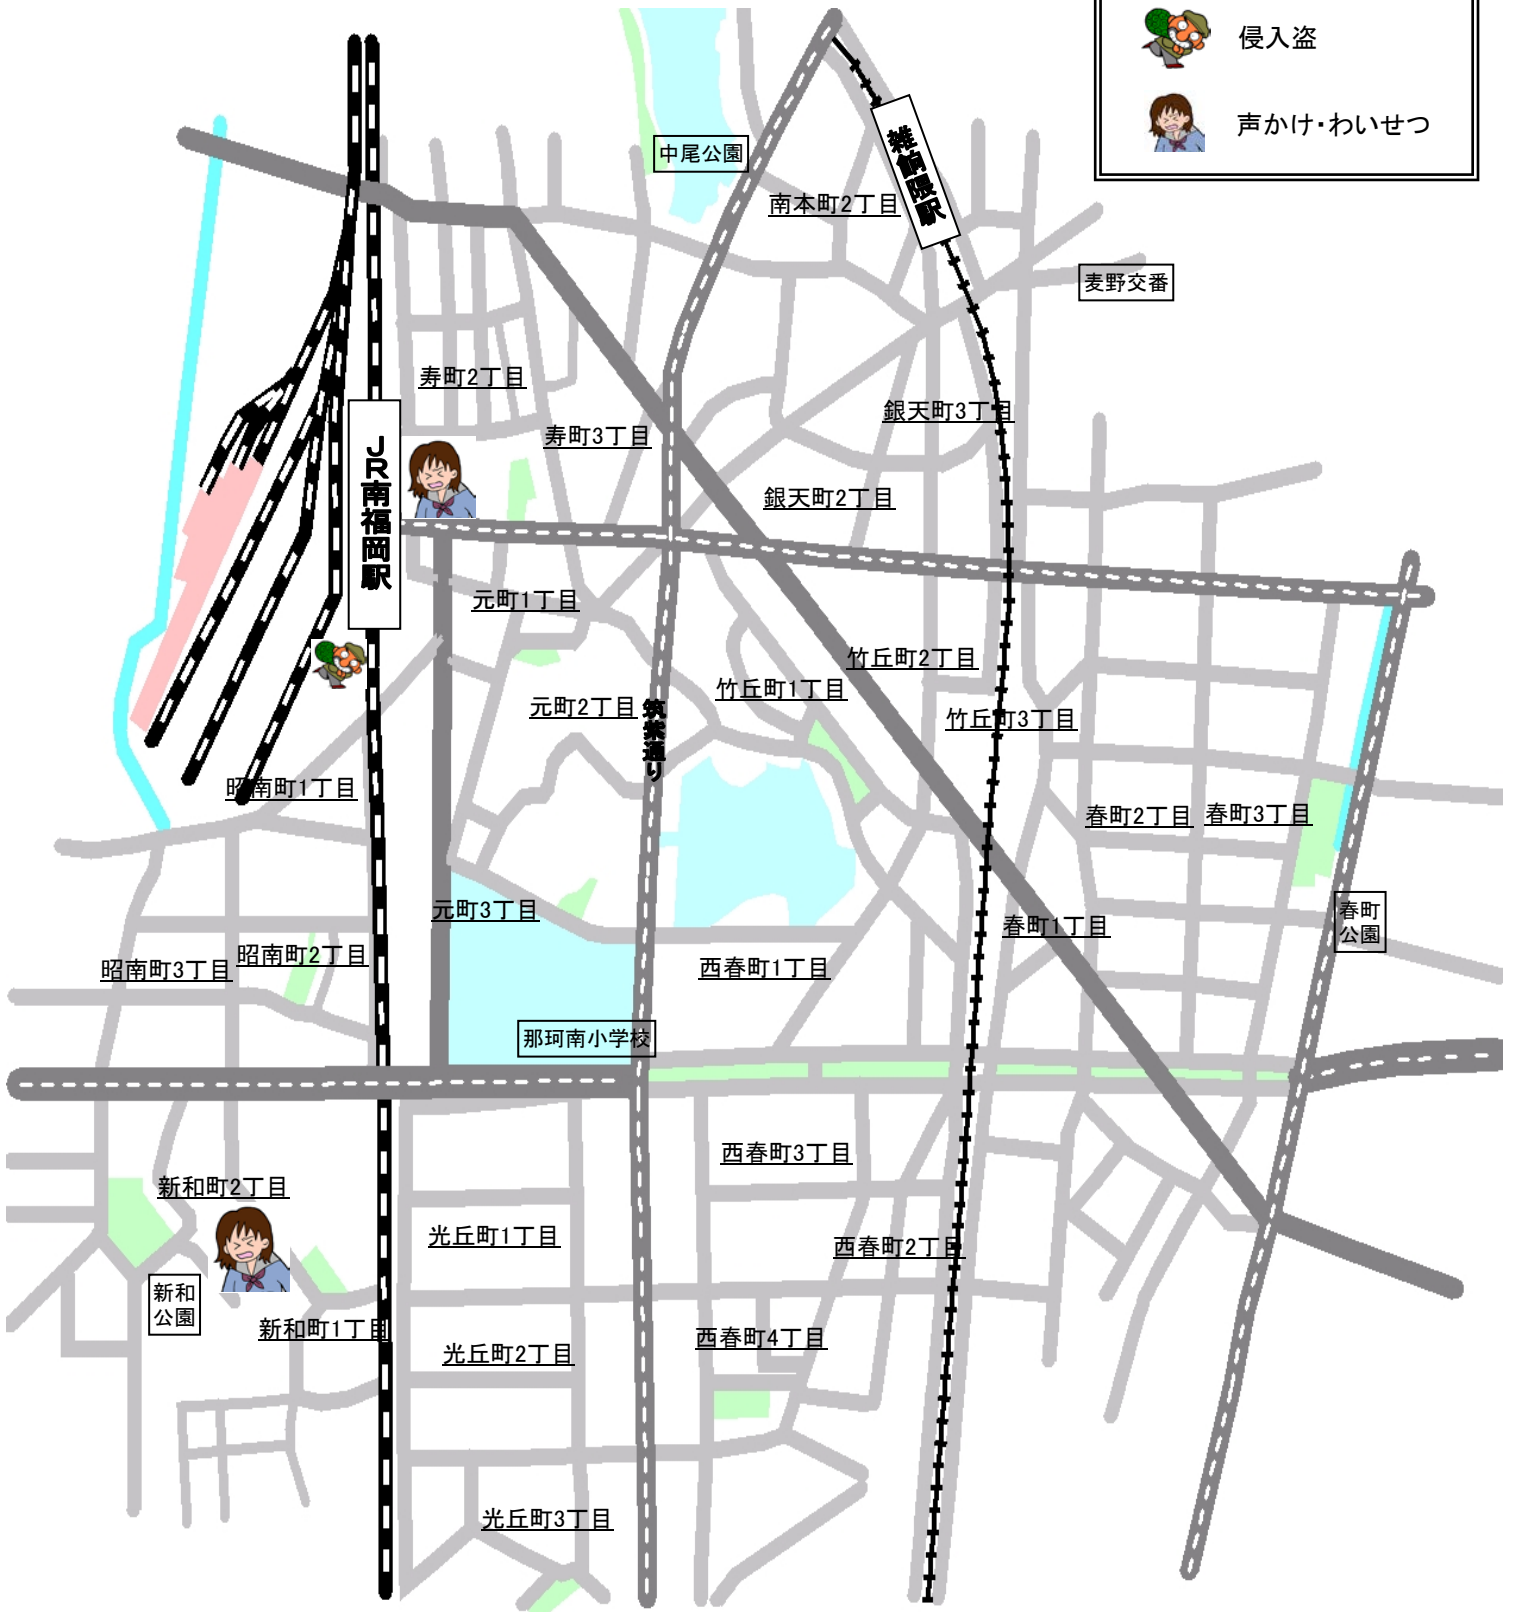 侵入盗
声かけ・わいせつ
中尾公園
雑餉隈駅
南本町2丁目
麦野交番
寿町2丁目
銀天町3丁目
寿町3丁目
JR南福岡駅
銀天町2丁目
元町1丁目
竹丘町2丁目
竹丘町1丁目
元町2丁目
筑紫通り
竹丘町3丁目
昭南町1丁目
春町2丁目
春町3丁目
元町3丁目
春町1丁目
春町
公園
昭南町2丁目
昭南町3丁目
西春町1丁目
那珂南小学校
西春町3丁目
新和町2丁目
光丘町1丁目
西春町2丁目
新和
公園
新和町1丁目
西春町4丁目
光丘町2丁目
光丘町3丁目